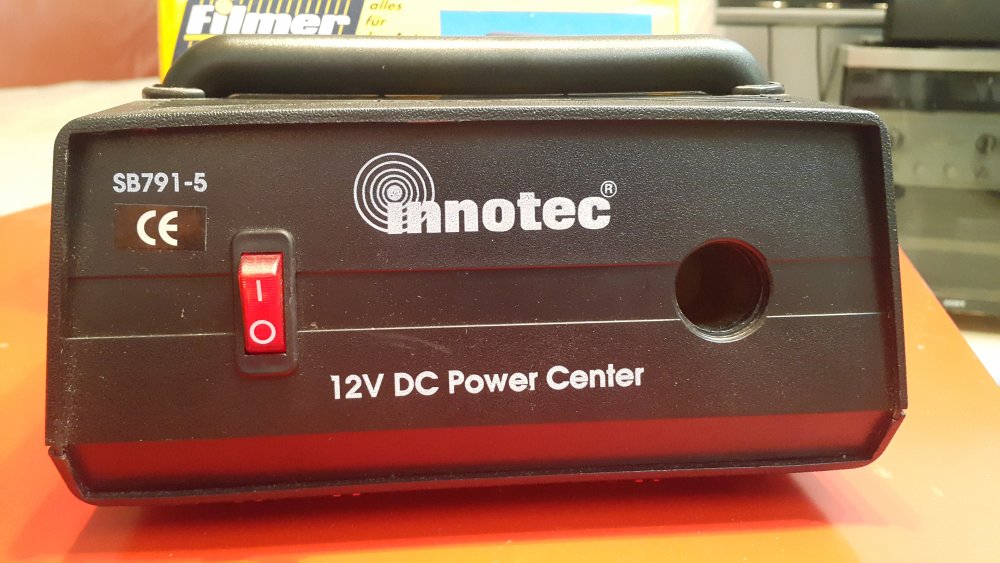 Filmer
alles
für
SB791-5
CE
innotec®
I
O
12V DC Power Center